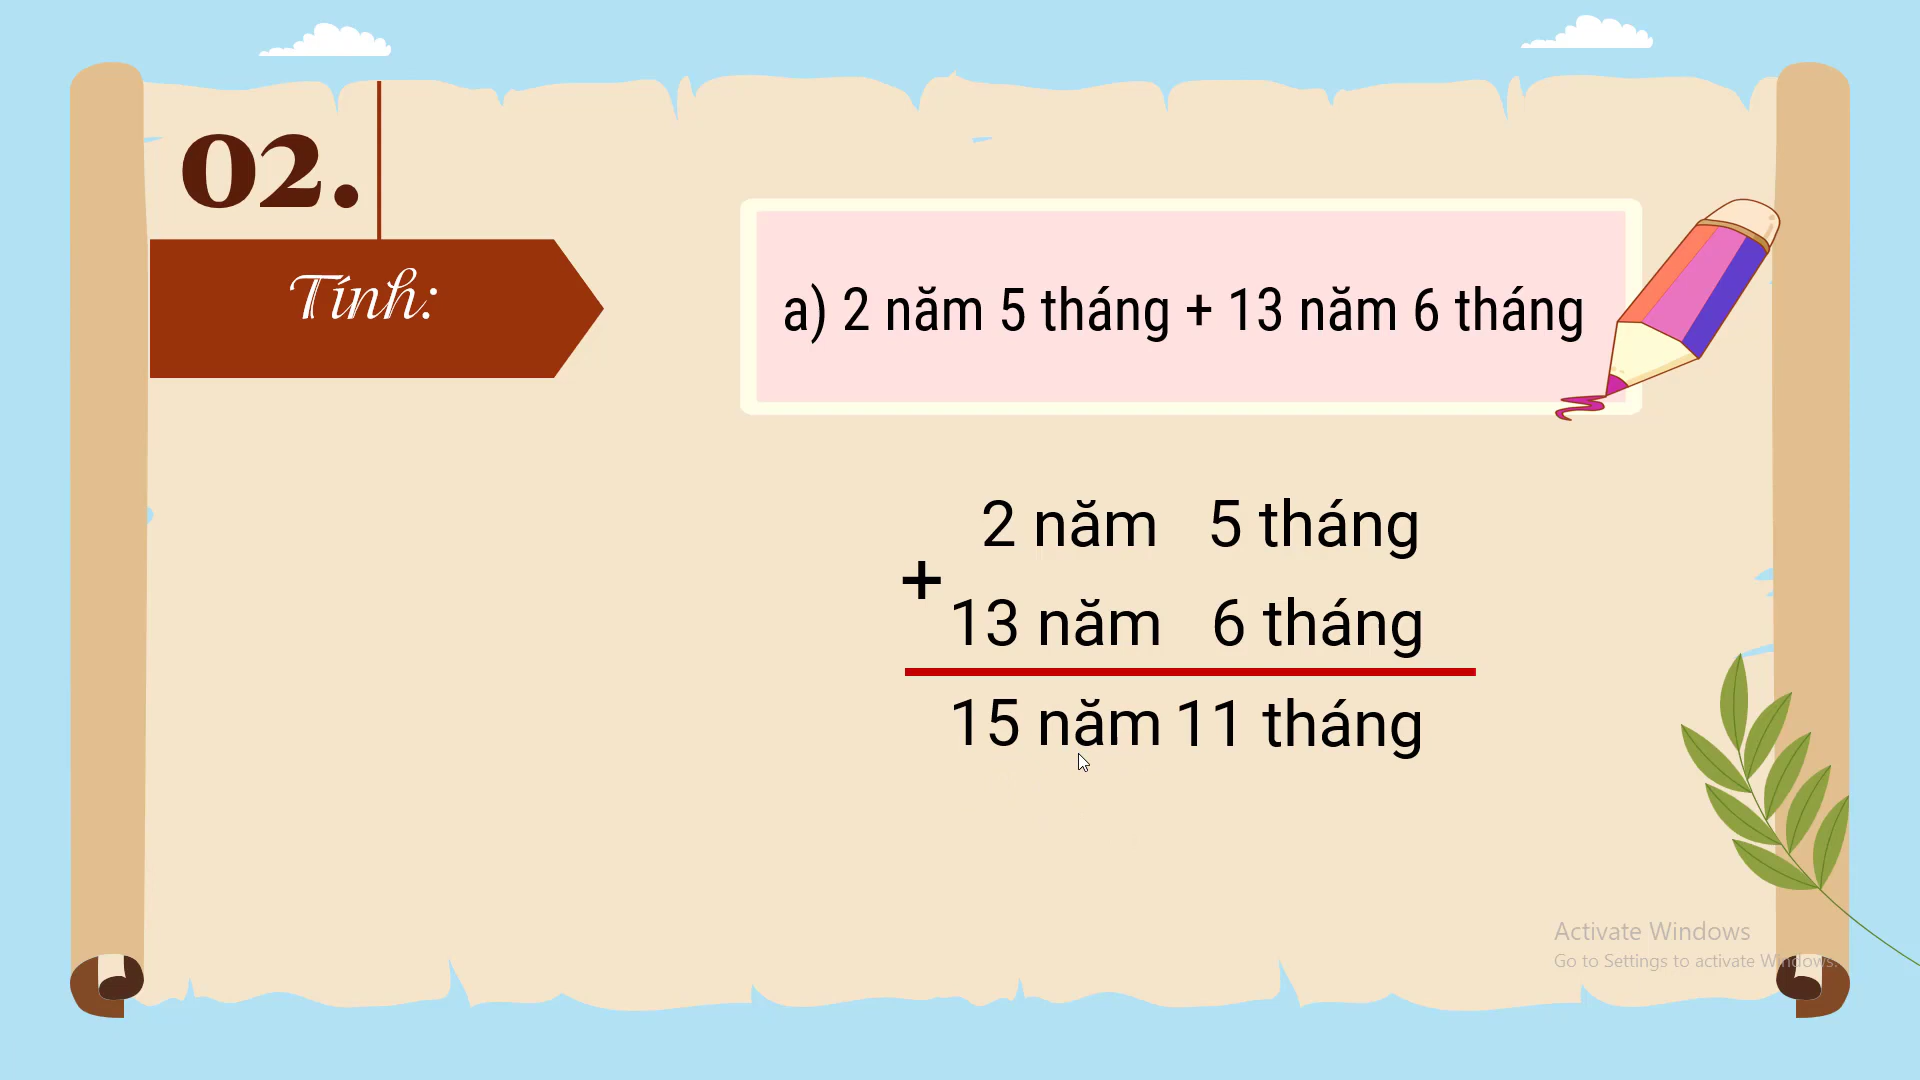 02.
Tính:
a) 2 năm 5 tháng + 13 năm 6 tháng
2 năm 5 tháng
+
13 năm 6 tháng
15 năm 11 tháng
Activate Windows
Go to Settings to activate Windows.